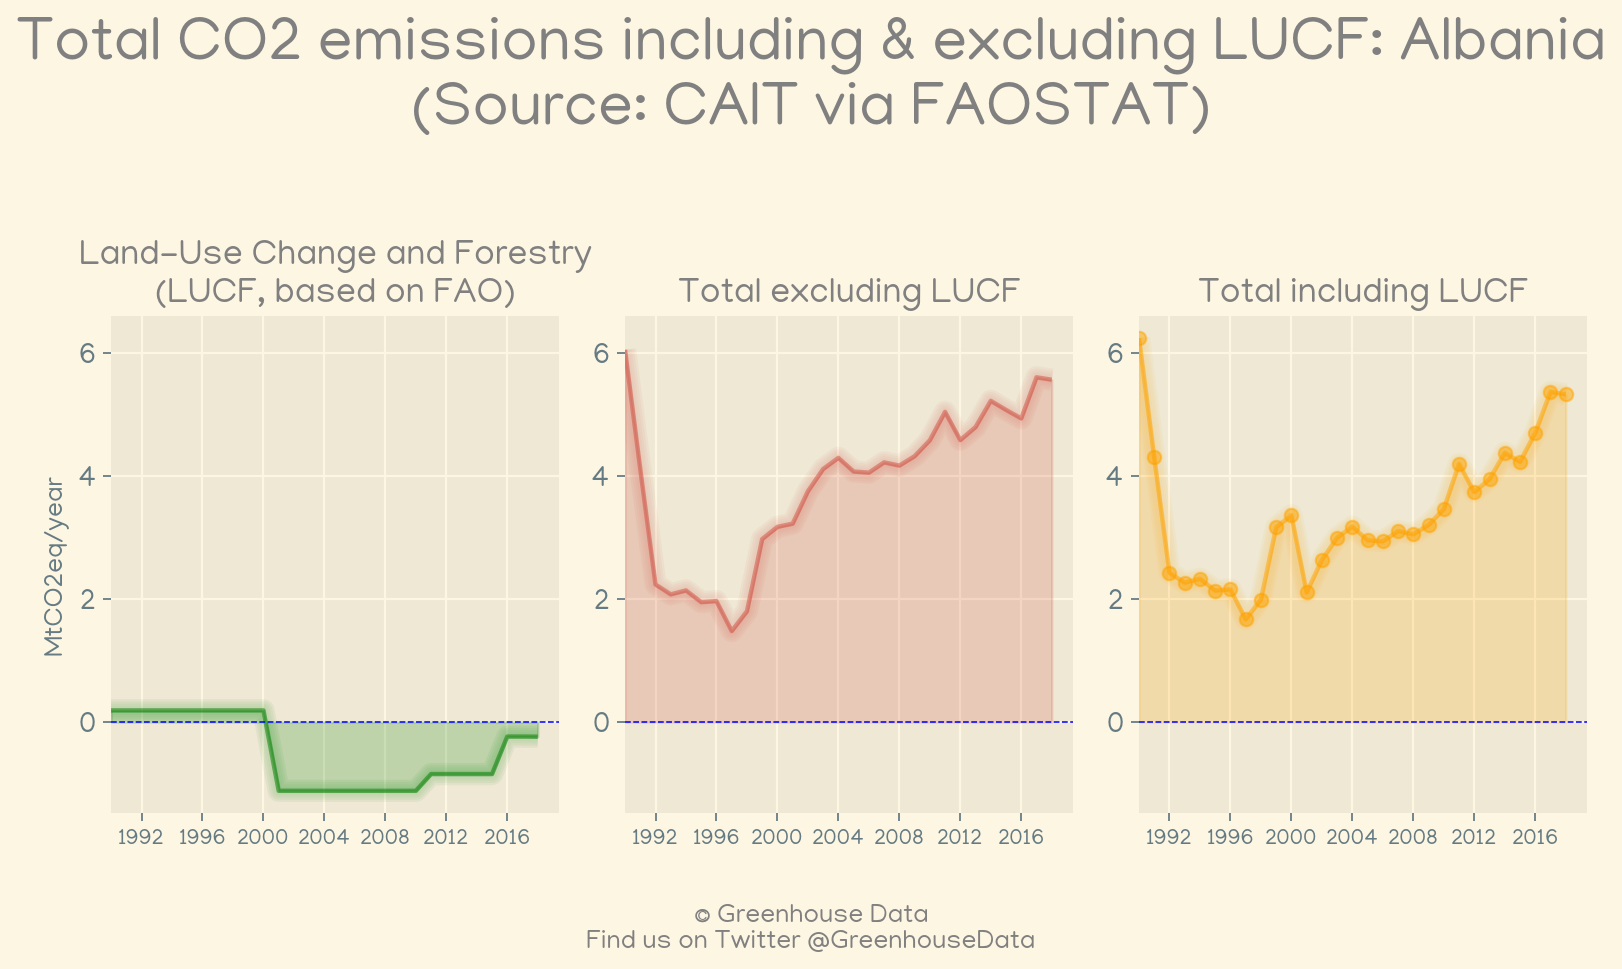 Total CO2 emissions including & excluding LUCF: Albania
(Source: CAIT via FAOSTAT)
Land-Use Change and Forestry
(LUCF, based on FAO)
Total excluding LUCF
Total including LUCF
MtCO2eq/year
6
4
2
0
6
4
2
0
6
4
2
0
1992 1996 2000 2004 2008 2012 2016
1992 1996 2000 2004 2008 2012 2016
1992 1996 2000 2004 2008 2012 2016
© Greenhouse Data
Find us on Twitter @GreenhouseData